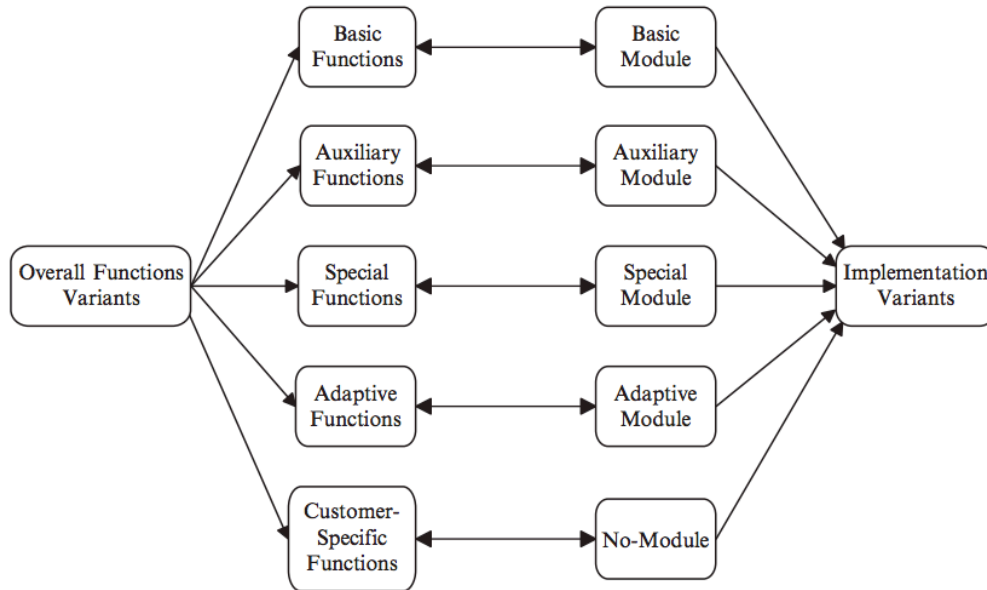 Basic
Functions
Basic
Module
Auxiliary
Functions
Auxiliary
Module
Overall Functions
Variants
Special
Functions
Special
Module
Implementation
Variants
Adaptive
Functions
Adaptive
Module
Customer-
Specific
Functions
No-Module